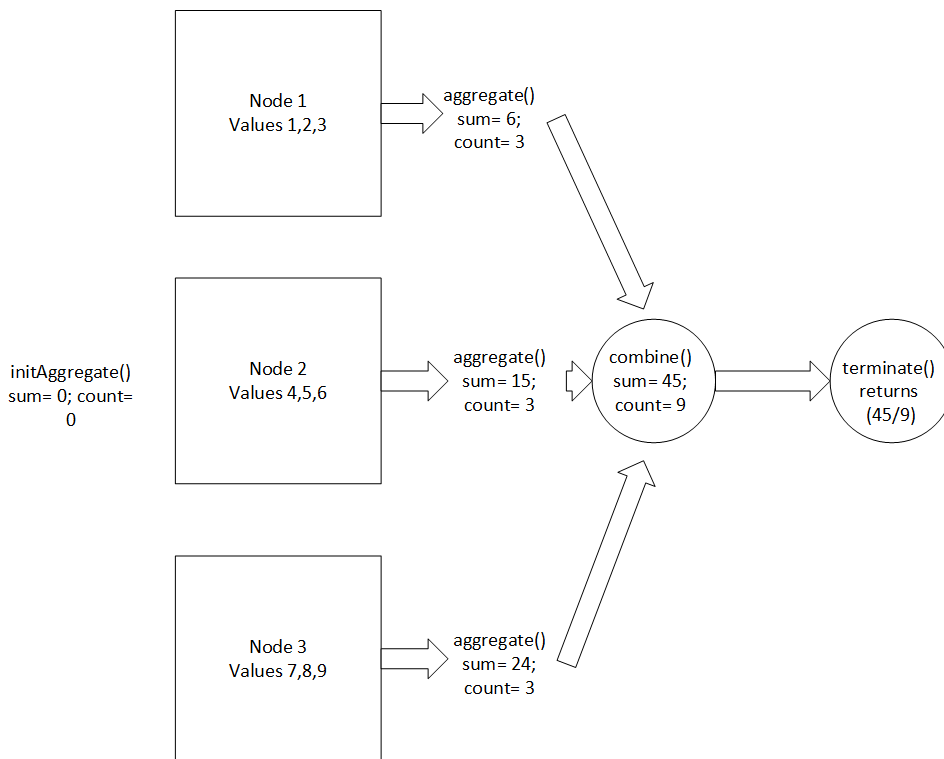 Node 1
Values 1,2,3
aggregate()
sum= 6;
count= 3
initAggregate()
sum= 0; count=
0
Node 2
Values 4,5,6
aggregate()
sum= 15;
count= 3
combine()
sum= 45;
count= 9
terminate()
returns
(45/9)
Node 3
Values 7,8,9
aggregate()
sum= 24;
count= 3